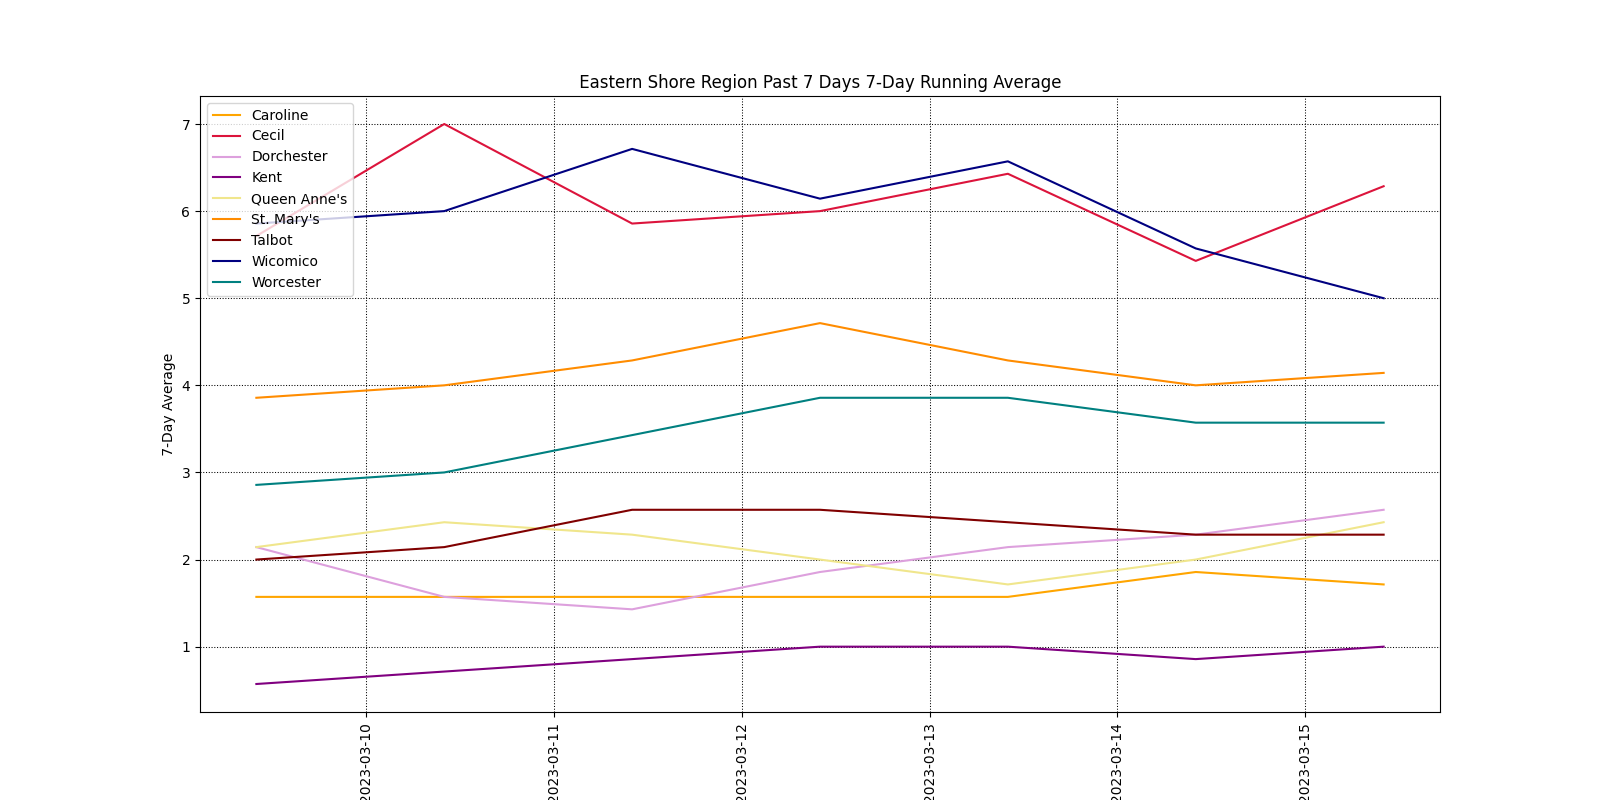 Eastern Shore Region Past 7 Days 7-Day Running Average
7-Day Average
7
6
5
4
3
2
1
Caroline
Cecil
Dorchester
Kent
Queen Anne's
St. Mary's
Talbot
Wicomico
Worcester
2023-03-10
2023-03-11
2023-03-12
2023-03-13
2023-03-14
2023-03-15